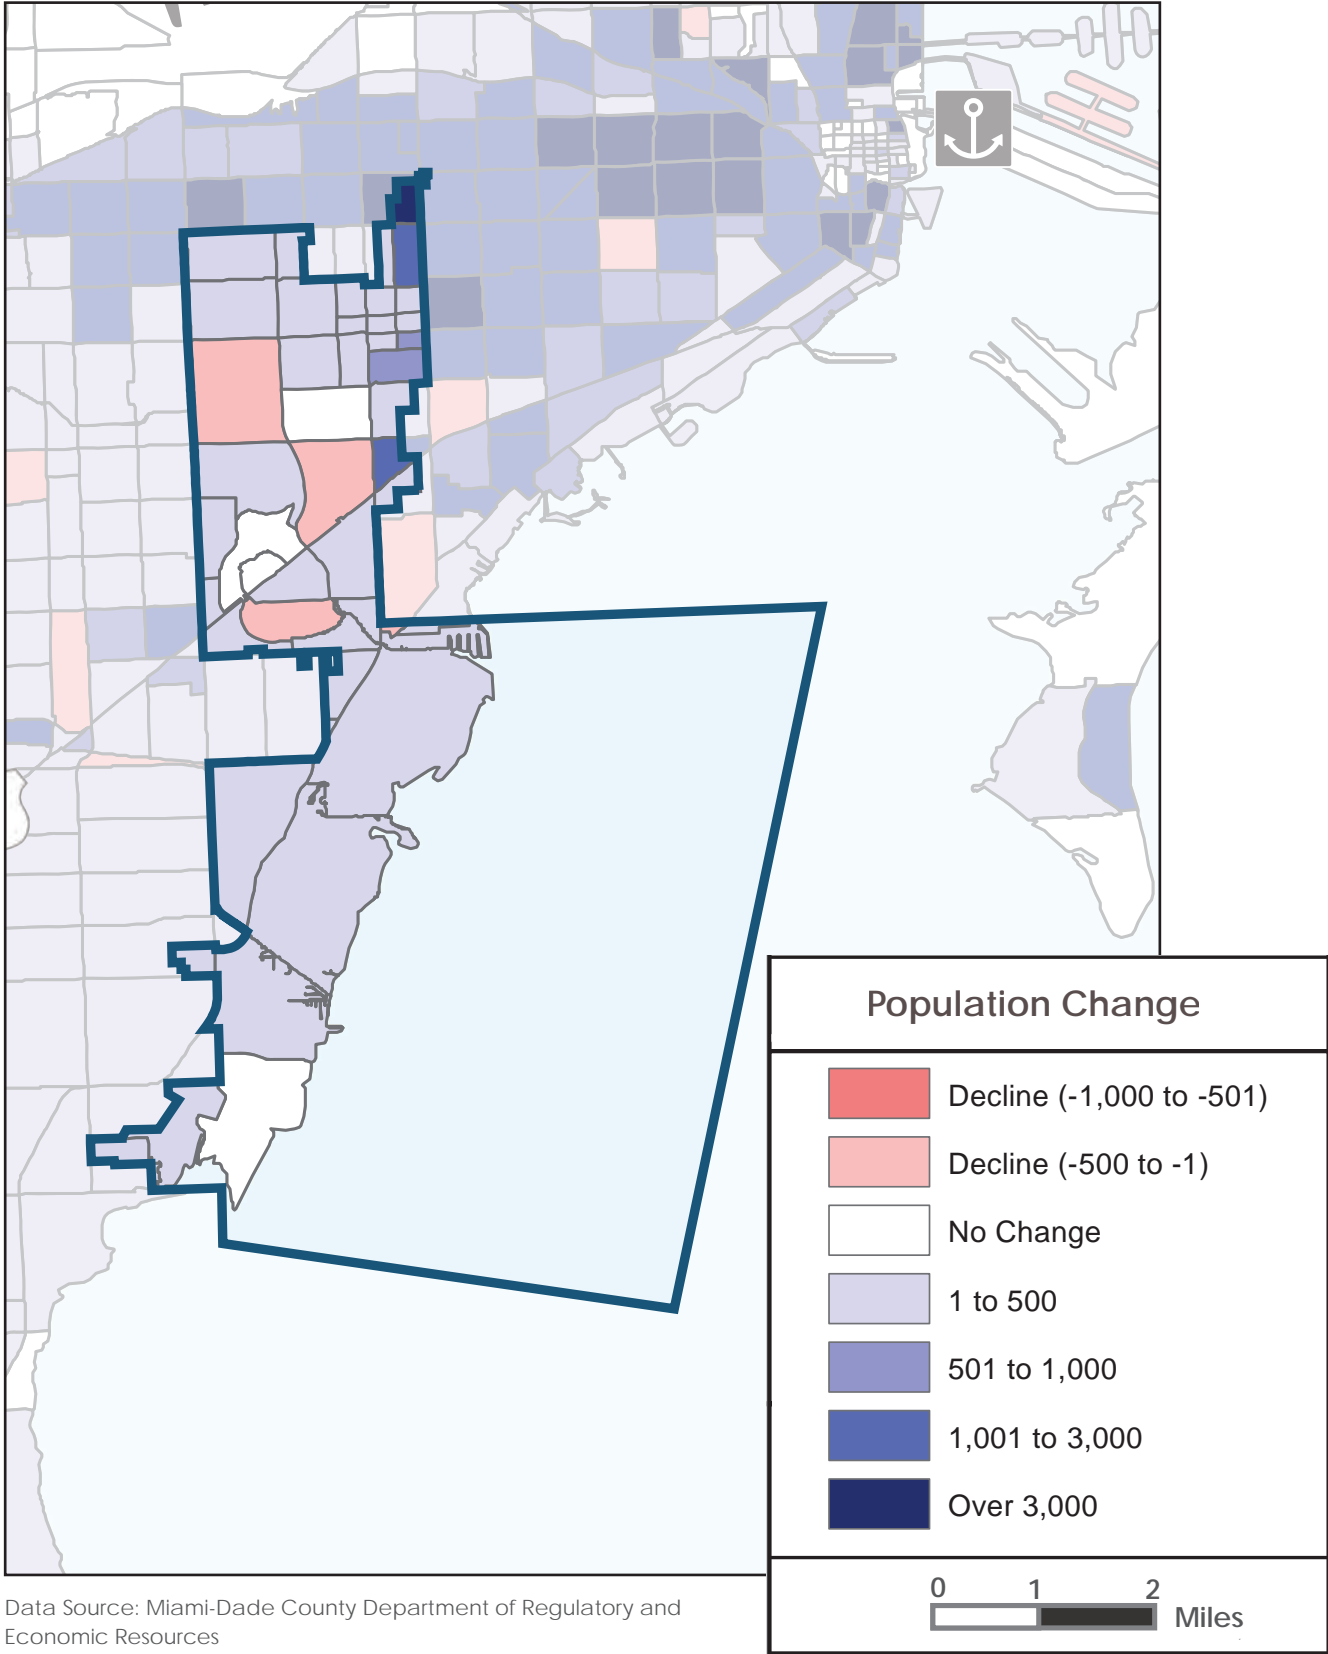 Population Change
Decline (-1,000 to -501)
Decline (-500 to -1)
No Change
1 to 500
501 to 1,000
1,001 to 3,000
Over 3,000
0 1 2
Miles
Data Source: Miami-Dade County Department of Regulatory and
Economic Resources